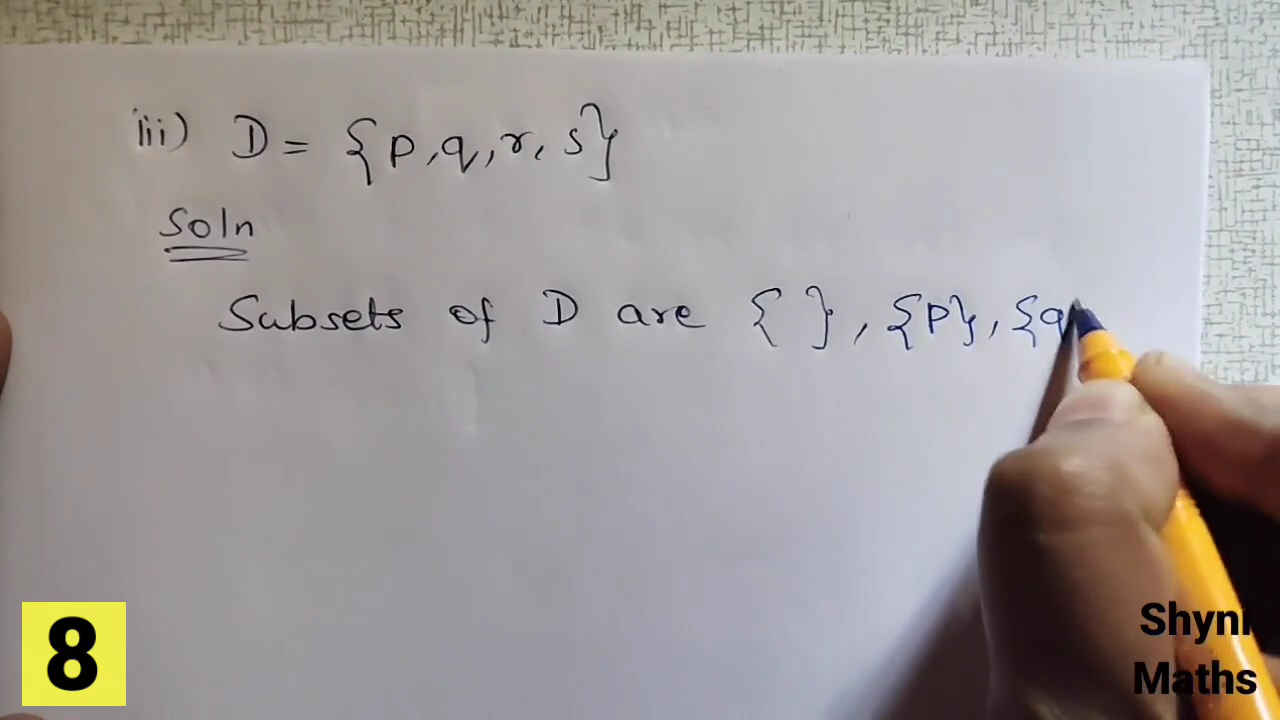 iii) D = {p, q, r, s}
Soln
Subsets of D are { }, {p}, {q
8
Shyni
Maths